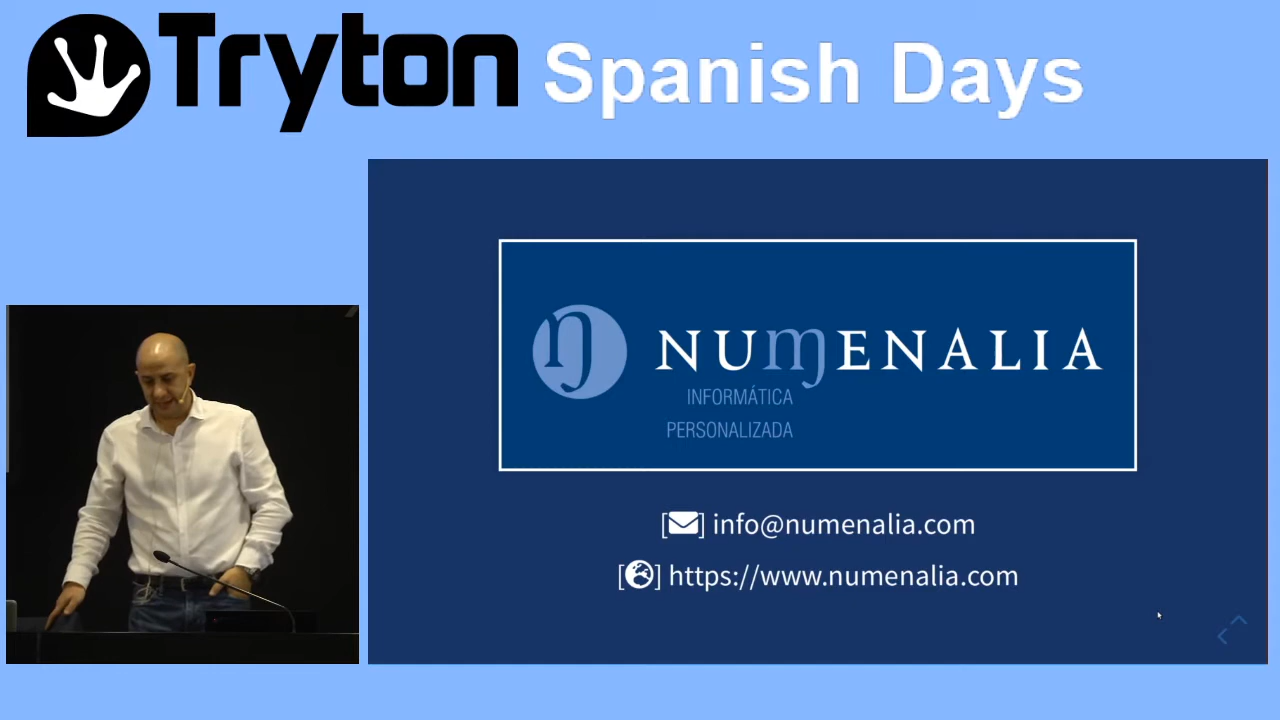 Tryton Spanish Days
NUMENALIA
INFORMÁTICA
PERSONALIZADA
[] info@numenalia.com
[] https://www.numenalia.com